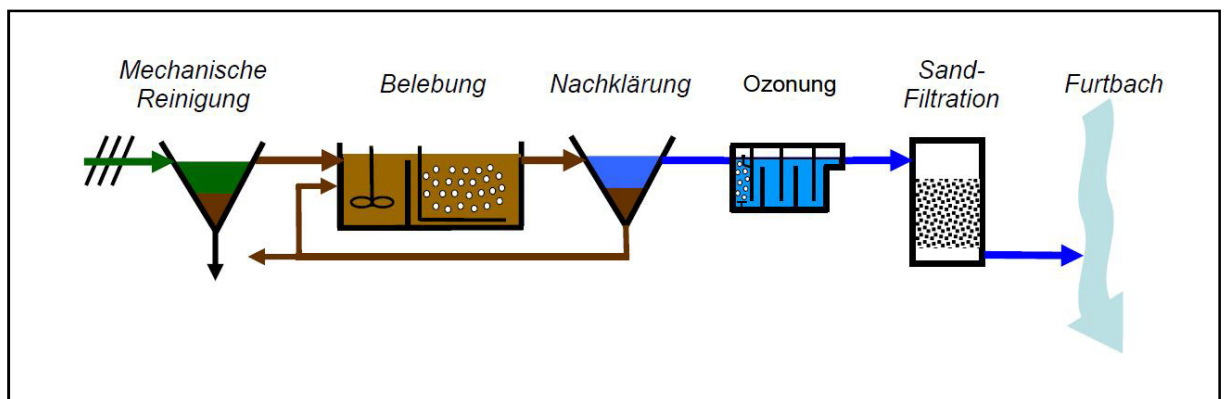 Mechanische
Reinigung
Belebung
Nachklärung
Ozonung
Sand-
Filtration
Furtbach